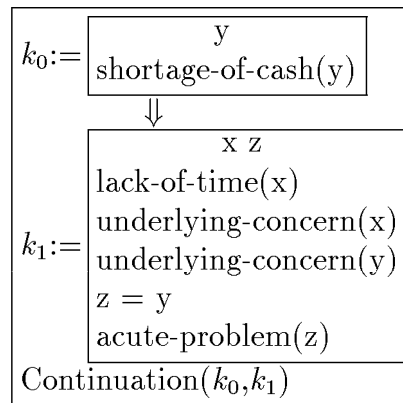 y
k₀:= shortage-of-cash(y)
⇓
x z
lack-of-time(x)
underlying-concern(x)
k₁:= underlying-concern(y)
z = y
acute-problem(z)
Continuation(k₀,k₁)